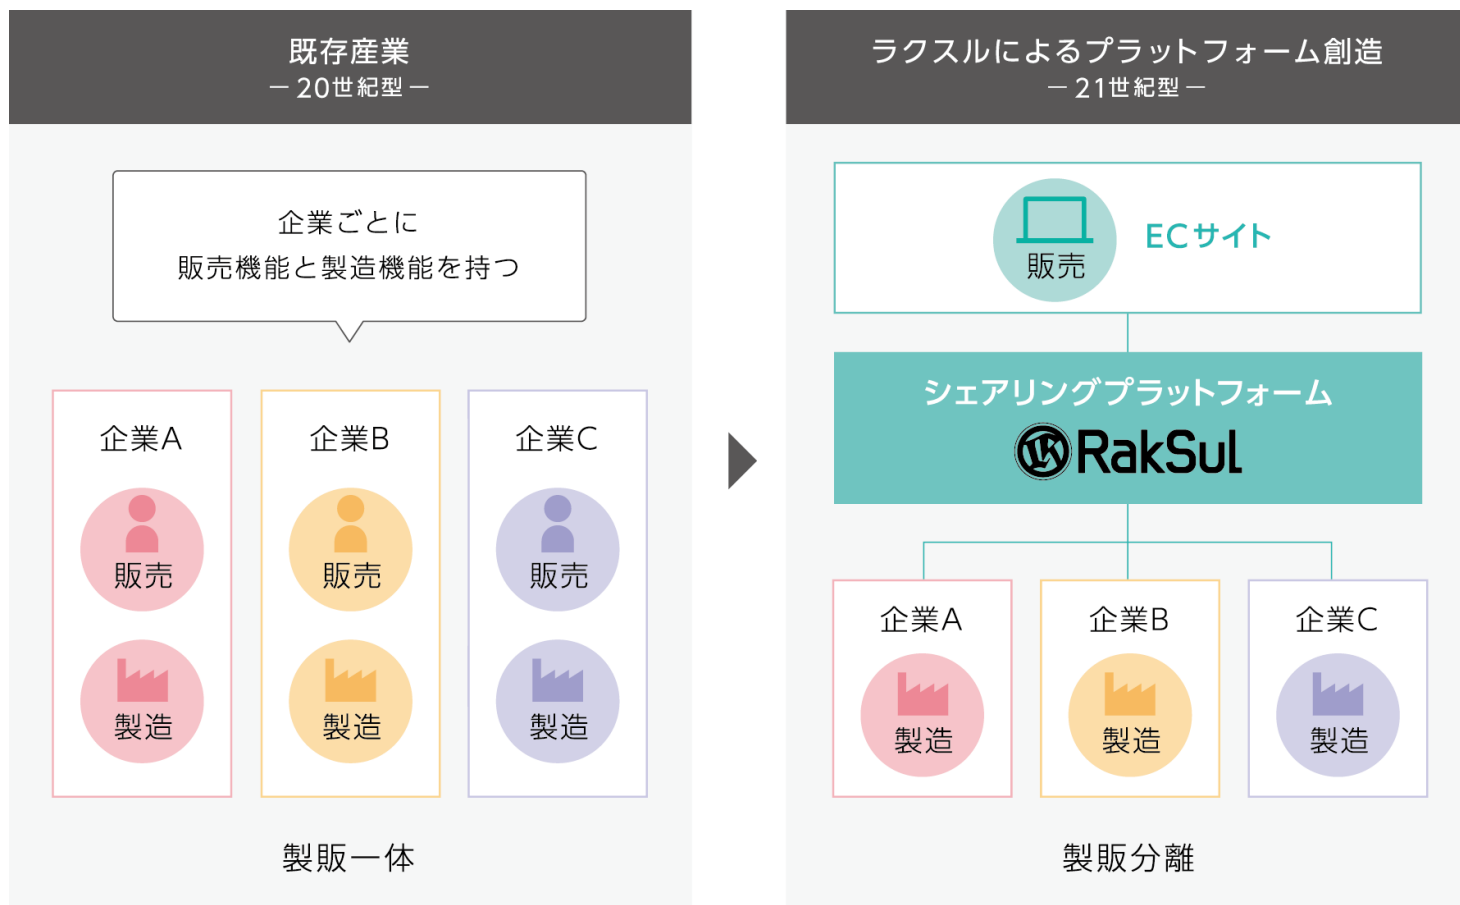 既存産業
― 20世紀型 ―
企業ごとに
販売機能と製造機能を持つ
企業A
企業B
企業C
販売
販売
販売
製造
製造
製造
製販一体
ラクスルによるプラットフォーム創造
― 21世紀型 ―
販売
ECサイト
シェアリングプラットフォーム
RakSul
企業A
企業B
企業C
製造
製造
製造
製販分離